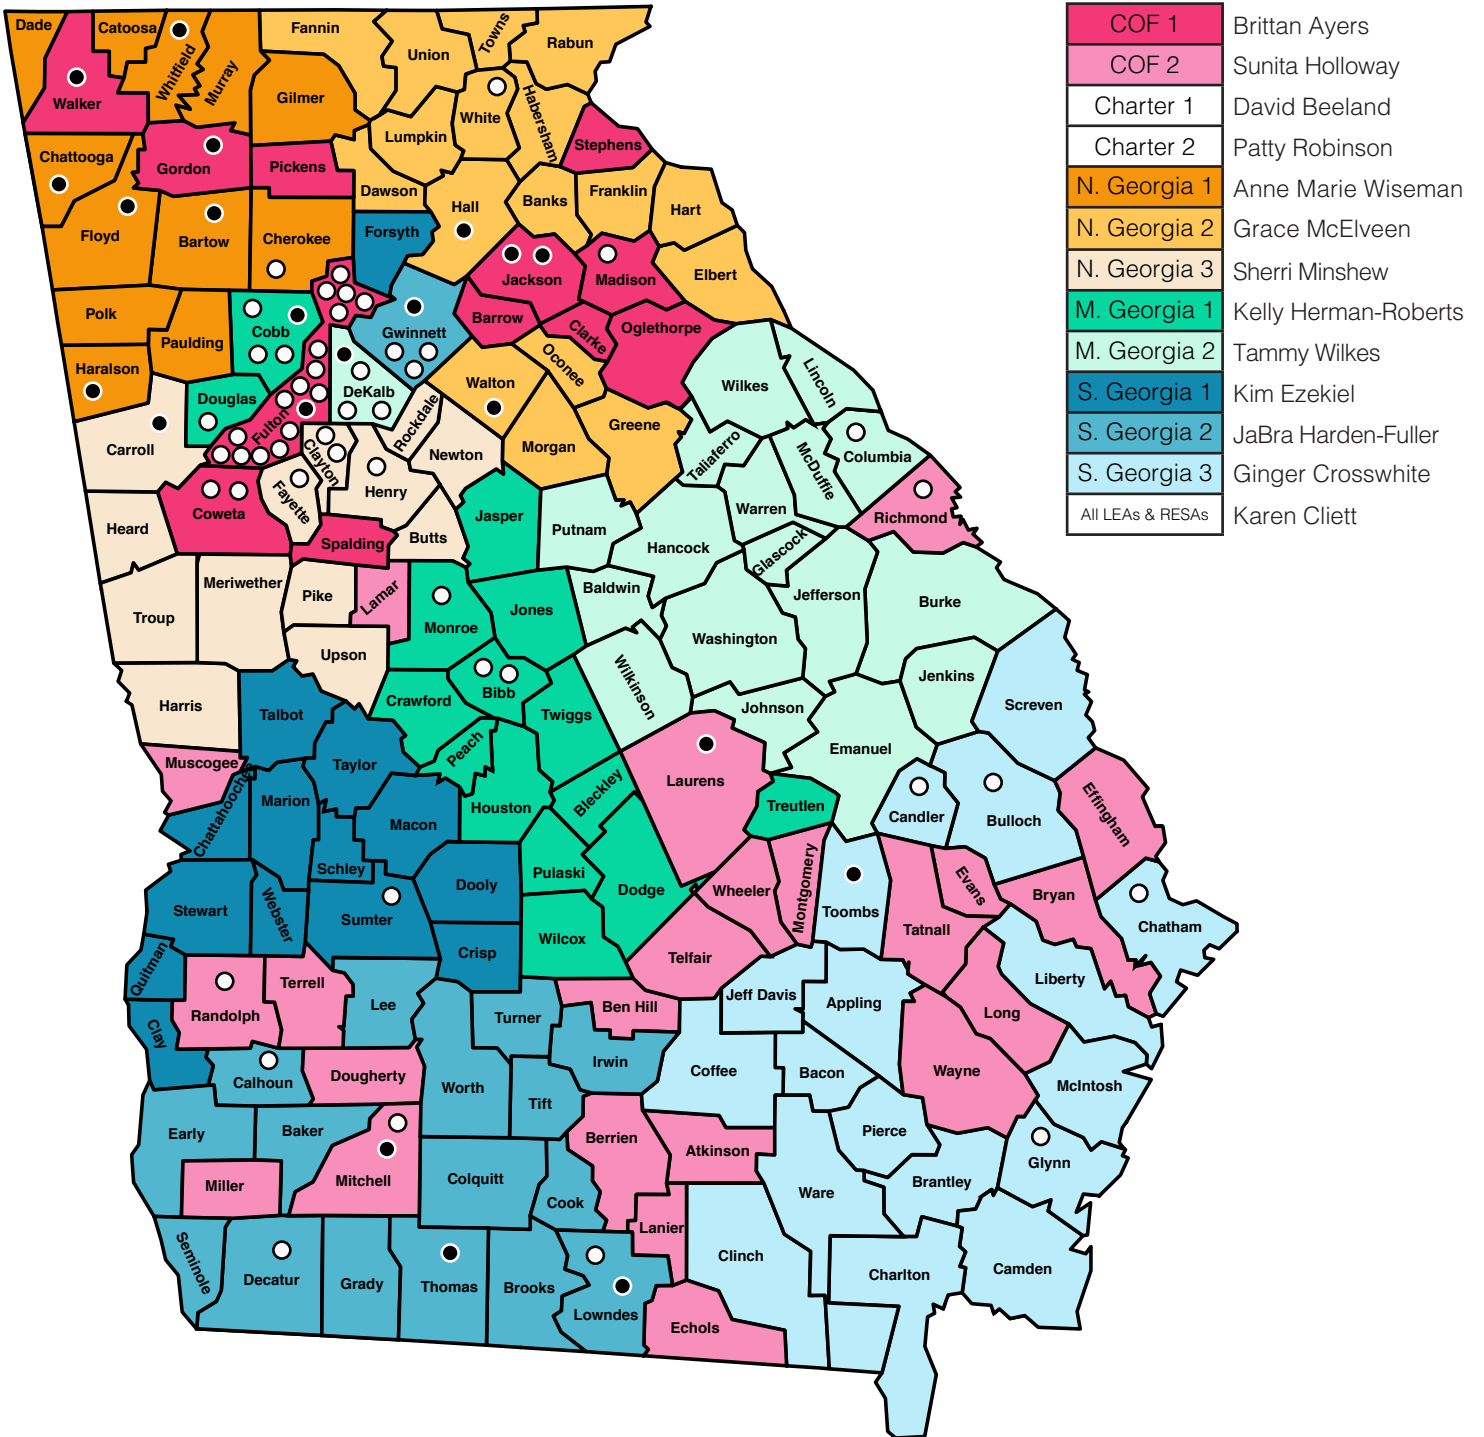 COF 1 Brittan Ayers
COF 2 Sunita Holloway
Charter 1 David Beeland
Charter 2 Patty Robinson
N. Georgia 1 Anne Marie Wiseman
N. Georgia 2 Grace McElveen
N. Georgia 3 Sherri Minshew
M. Georgia 1 Kelly Herman-Roberts
M. Georgia 2 Tammy Wilkes
S. Georgia 1 Kim Ezekiel
S. Georgia 2 JaBra Harden-Fuller
S. Georgia 3 Ginger Crosswhite
All LEAs & RESAs Karen Cliett
Dade
Catoosa
Whitfield
Murray
Fannin
Union
Towns
Rabun
Walker
Gilmer
Lumpkin
White
Habersham
Stephens
Chattooga
Gordon
Pickens
Dawson
Hall
Banks
Franklin
Hart
Floyd
Bartow
Cherokee
Forsyth
Jackson
Madison
Elbert
Polk
Paulding
Cobb
Gwinnett
Barrow
Clarke
Oglethorpe
Haralson
Douglas
Fulton
DeKalb
Rockdale
Walton
Oconee
Greene
Wilkes
Lincoln
Carroll
Clayton
Fayette
Henry
Newton
Morgan
Taliaferro
McDuffie
Columbia
Heard
Coweta
Spalding
Butts
Jasper
Putnam
Hancock
Warren
Glascock
Richmond
Troup
Meriwether
Pike
Lamar
Monroe
Jones
Baldwin
Washington
Jefferson
Burke
Upson
Harris
Talbot
Crawford
Bibb
Twiggs
Wilkinson
Johnson
Jenkins
Screven
Emanuel
Muscogee
Chattahoochee
Marion
Taylor
Peach
Houston
Bleckley
Laurens
Treutlen
Candler
Bulloch
Effingham
Macon
Schley
Stewart
Webster
Sumter
Dooly
Pulaski
Dodge
Wheeler
Montgomery
Toombs
Tatnall
Evans
Bryan
Chatham
Quitman
Crisp
Wilcox
Telfair
Liberty
Randolph
Terrell
Lee
Turner
Ben Hill
Jeff Davis
Appling
Long
Clay
Calhoun
Dougherty
Worth
Tift
Irwin
Coffee
Bacon
Wayne
McIntosh
Early
Baker
Mitchell
Berrien
Atkinson
Pierce
Glynn
Miller
Colquitt
Cook
Lanier
Ware
Brantley
Seminole
Decatur
Grady
Thomas
Brooks
Lowndes
Echols
Clinch
Charlton
Camden